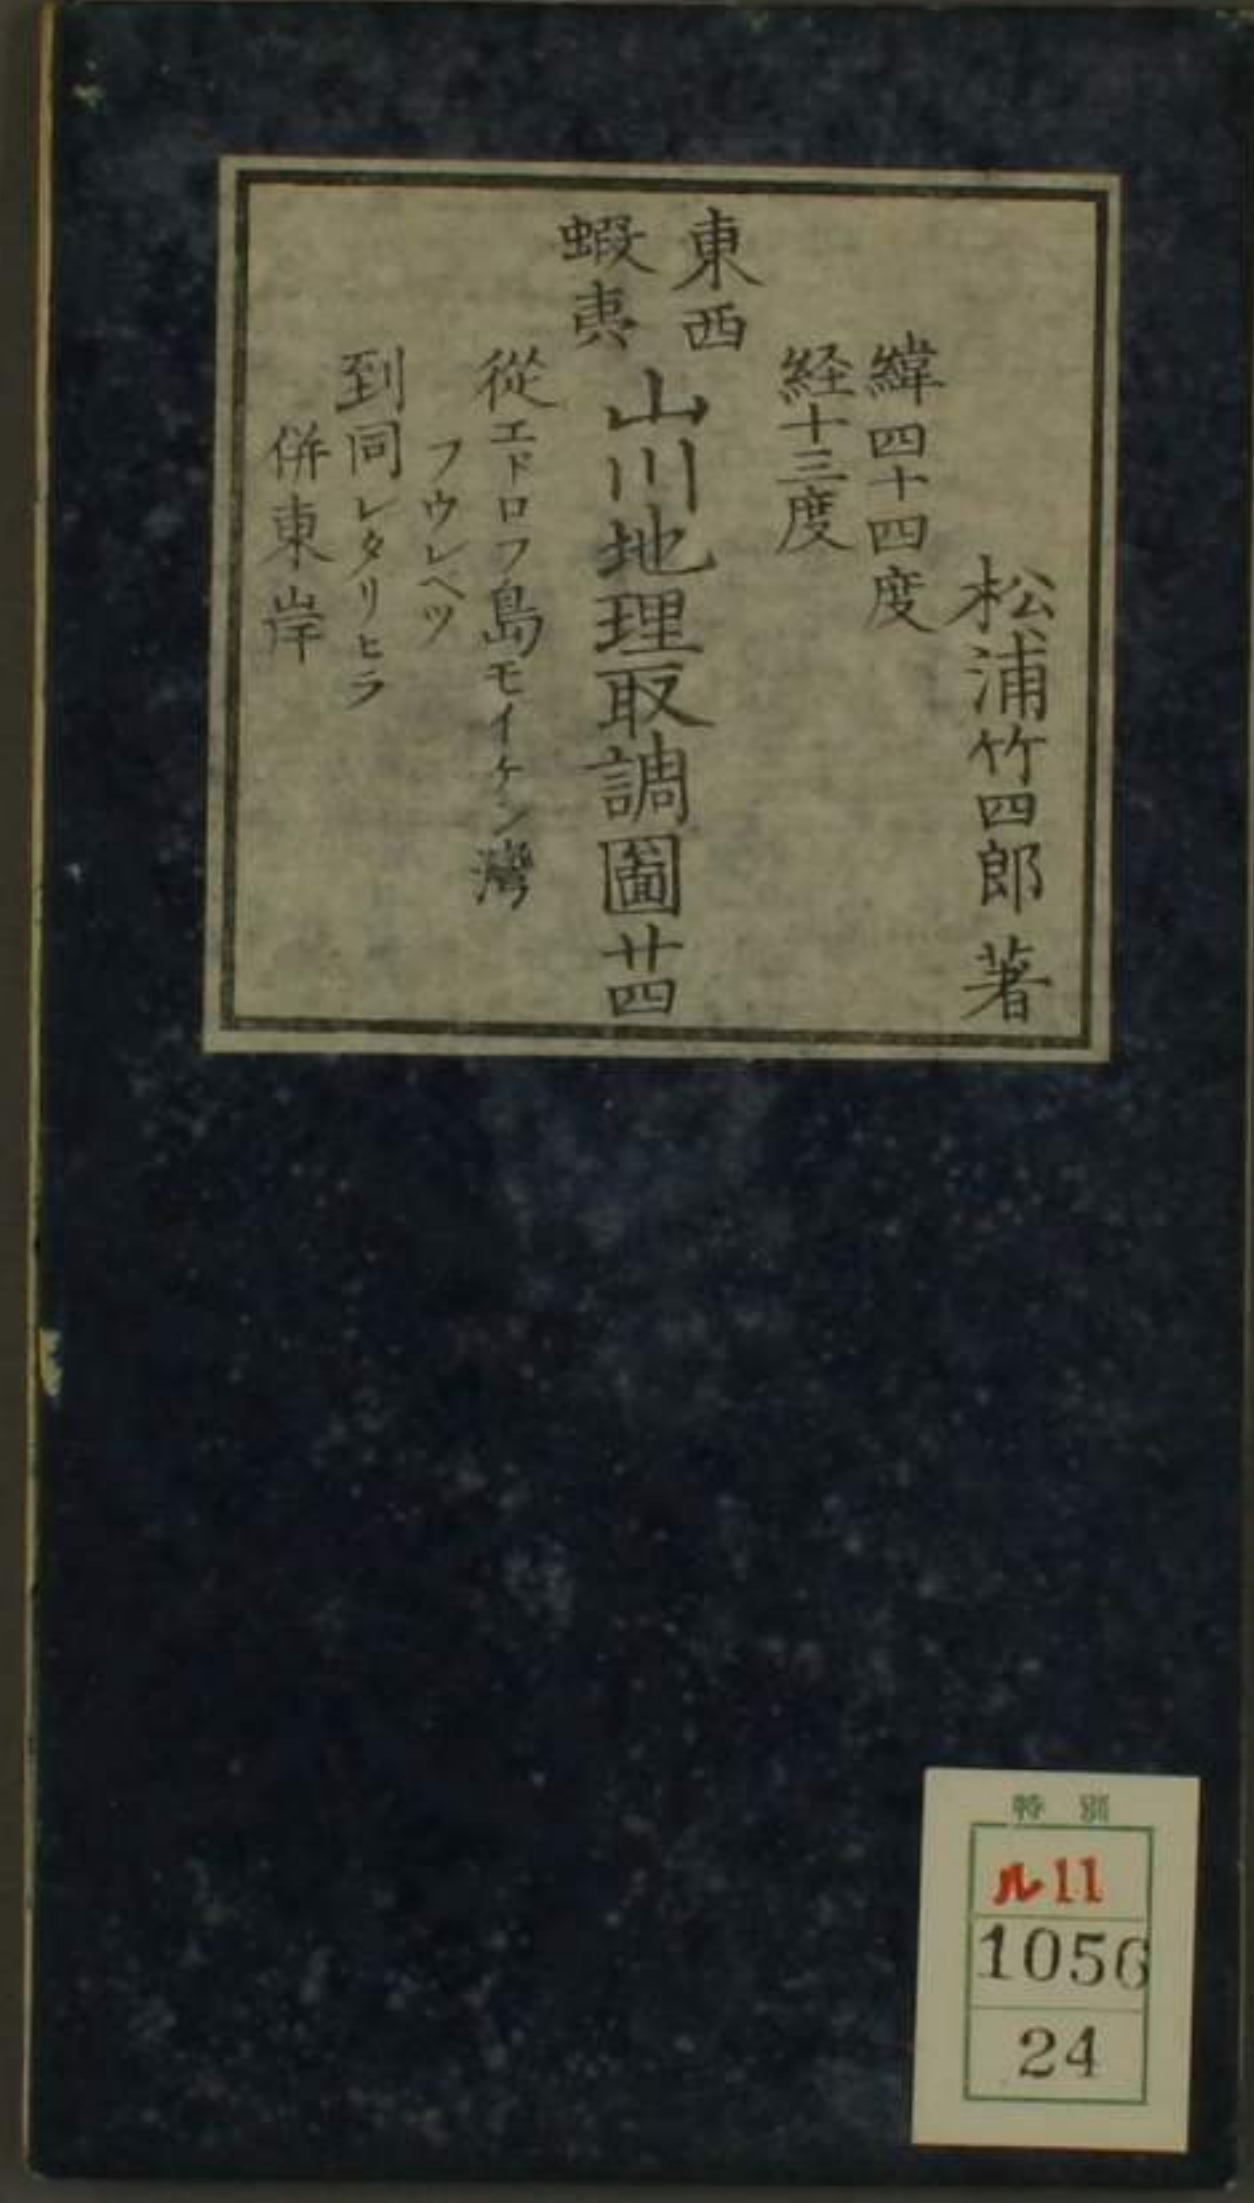 松浦竹四郎 著
緯四十四度
経十三度
東西
蝦夷
山川地理取調圖廿四
從エトロフ島モイケシ灣
フウレベツ
到同レタリヒラ
併東岸
特別
ル11
1056
24